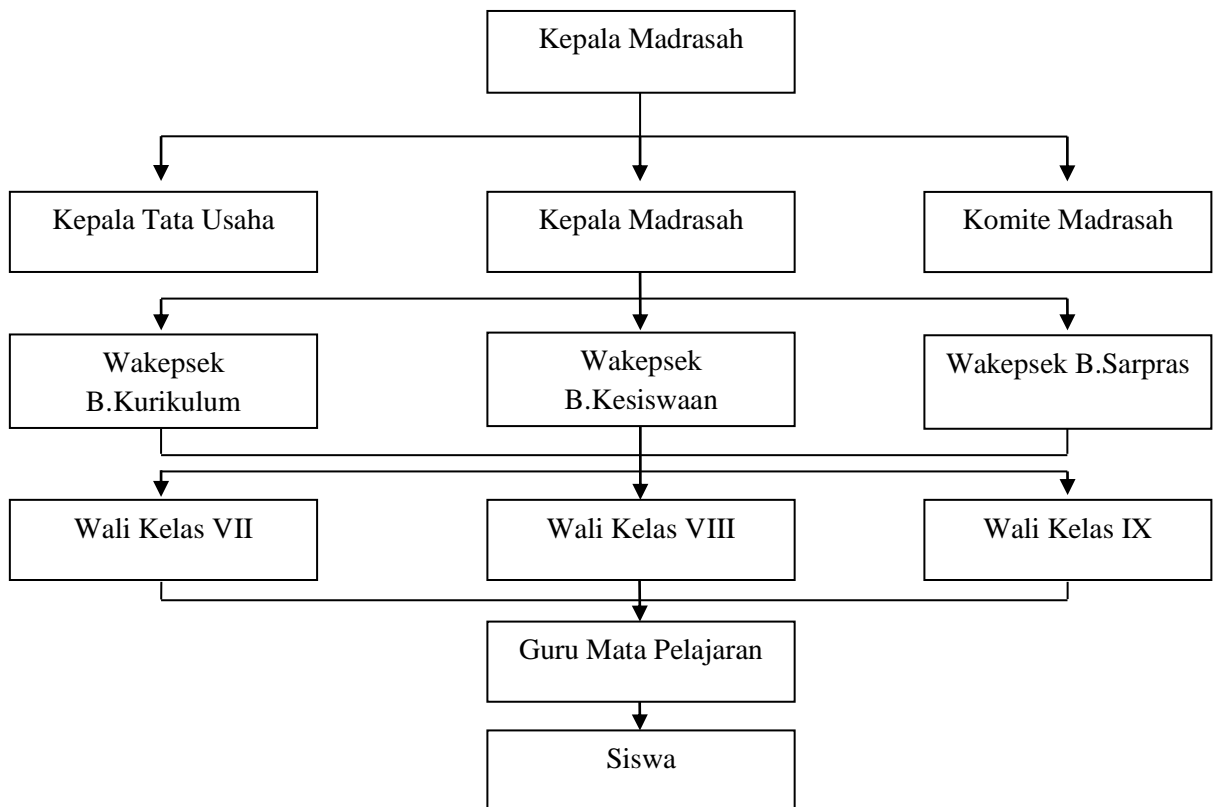 Kepala Madrasah
Kepala Tata Usaha
Kepala Madrasah
Komite Madrasah
Wakepsek
B.Kurikulum
Wakepsek
B.Kesiswaan
Wakepsek B.Sarpras
Wali Kelas VII
Wali Kelas VIII
Wali Kelas IX
Guru Mata Pelajaran
Siswa